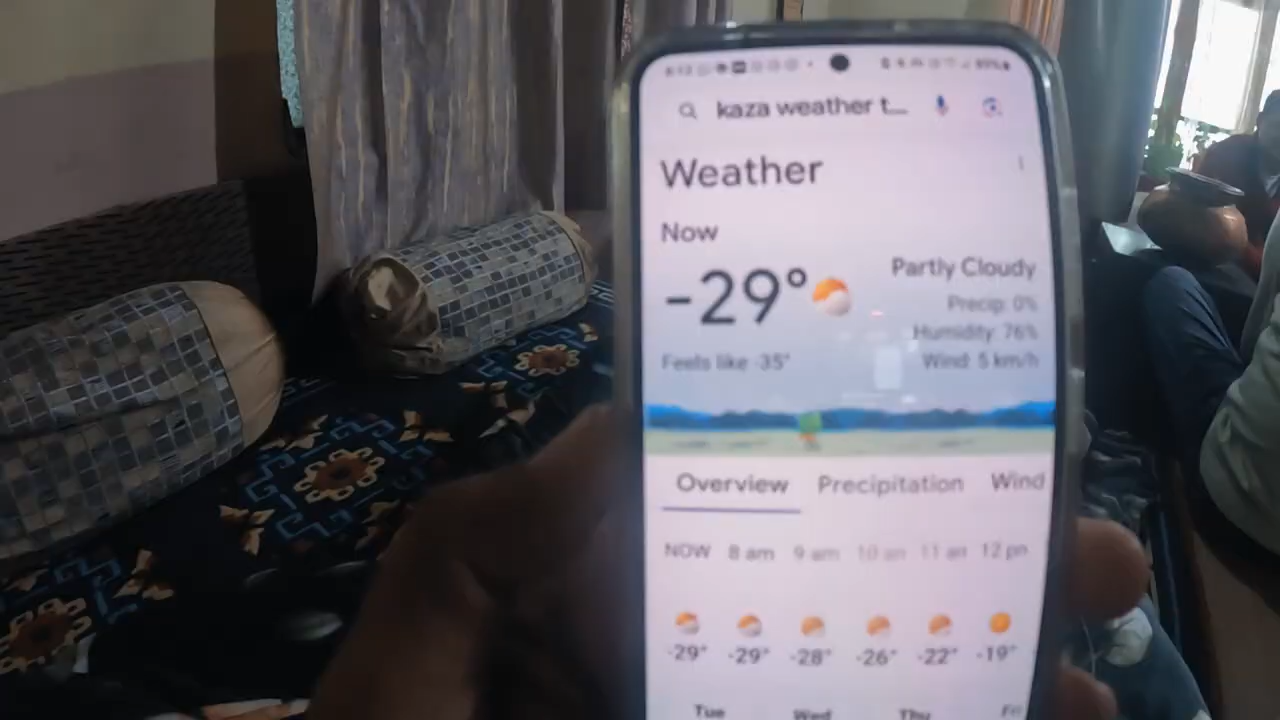 kaza weather t...
Weather
Now
-29°
Partly Cloudy
Precip: 0%
Humidity: 76%
Wind: 5 km/h
Feels like -35°
Overview Precipitation Wind
NOW 8 am 9 am 10 am 11 am 12 pm
-29° -29° -28° -26° -22° -19°
Tue Wed Thu Fri